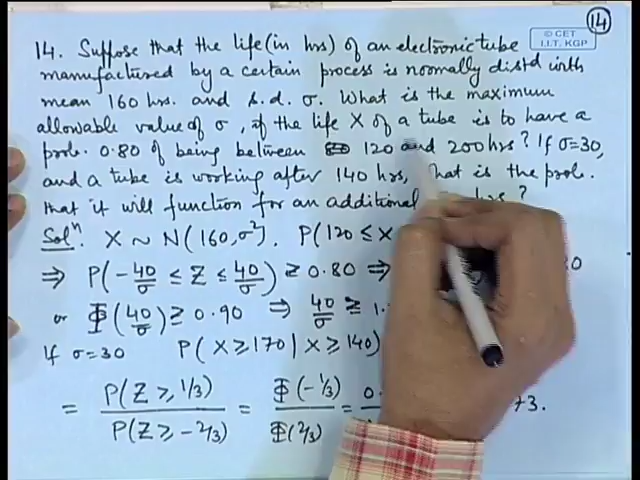 14
© CET
I.I.T. KGP
14. Suppose that the life (in hrs) of an electronic tube
manufactured by a certain process is normally distd with
mean 160 hrs. and s.d. σ. What is the maximum
allowable value of σ, if the life X of a tube is to have a
prob. 0.80 of being between 120 and 200 hrs? If σ=30,
and a tube is working after 140 hrs, what is the prob.
that it will function for an additional hrs?
Solⁿ. X ~ N(160, σ²). P(120 ≤ X
⇒ P(-40/σ ≤ Z ≤ 40/σ) ≥ 0.80 ⇒
or Φ(40/σ) ≥ 0.90 ⇒ 40/σ ≥ 1.
If σ=30 P(X ≥ 170 | X ≥ 140)
= P(Z ≥ 1/3) / P(Z ≥ -2/3) = Φ(-1/3) / Φ(2/3) = 73.